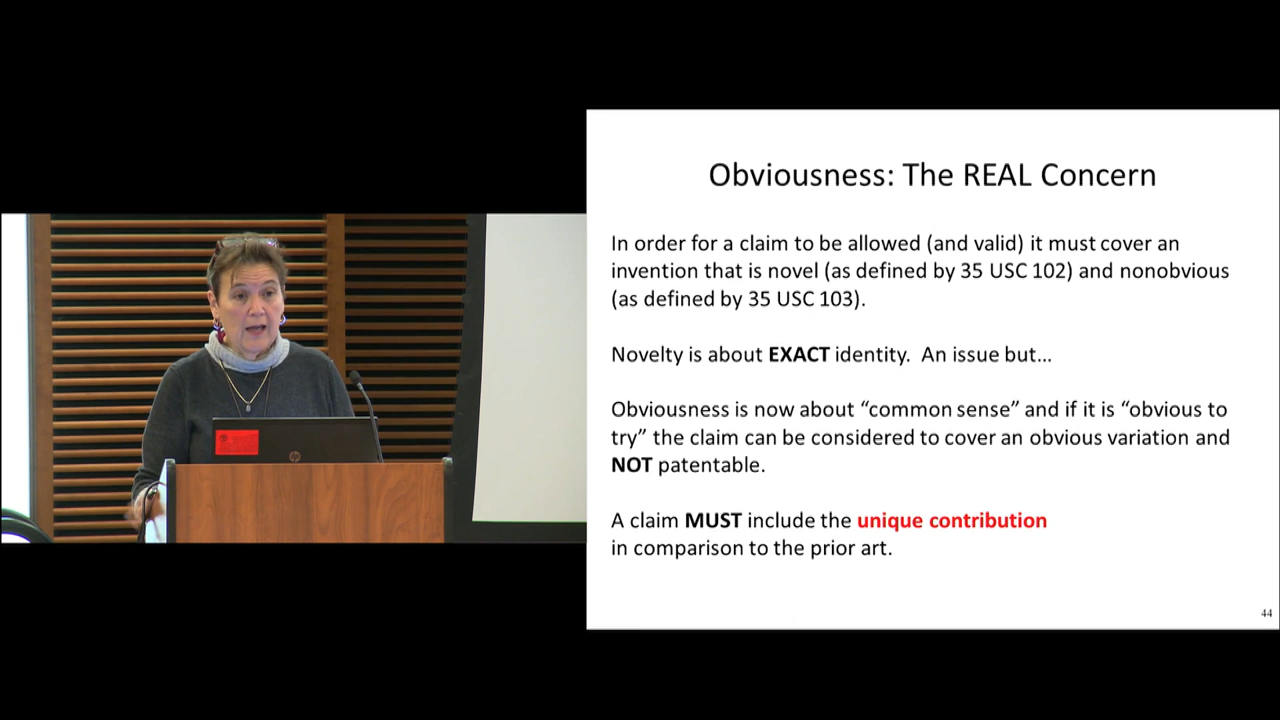 Obviousness: The REAL Concern
In order for a claim to be allowed (and valid) it must cover an
invention that is novel (as defined by 35 USC 102) and nonobvious
(as defined by 35 USC 103).
Novelty is about EXACT identity.  An issue but…
Obviousness is now about “common sense” and if it is “obvious to
try” the claim can be considered to cover an obvious variation and
NOT patentable.
A claim MUST include the unique contribution
in comparison to the prior art.
44
hp